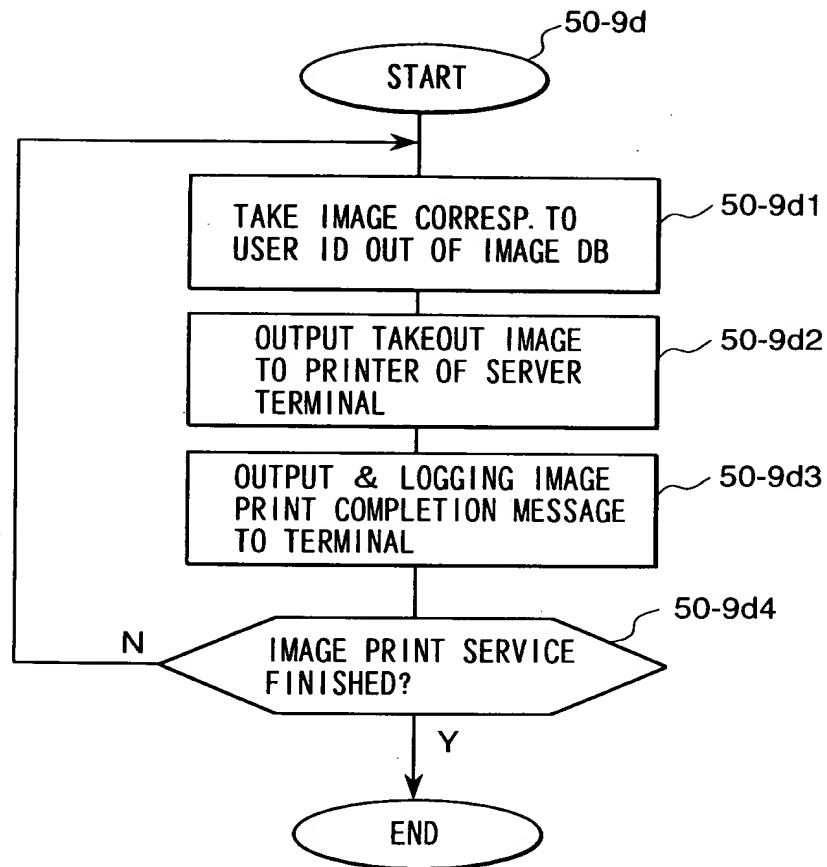 50-9d
START
TAKE IMAGE CORRESP. TO
USER ID OUT OF IMAGE DB
50-9d1
OUTPUT TAKEOUT IMAGE
TO PRINTER OF SERVER
TERMINAL
50-9d2
OUTPUT & LOGGING IMAGE
PRINT COMPLETION MESSAGE
TO TERMINAL
50-9d3
50-9d4
N
IMAGE PRINT SERVICE
FINISHED?
Y
END